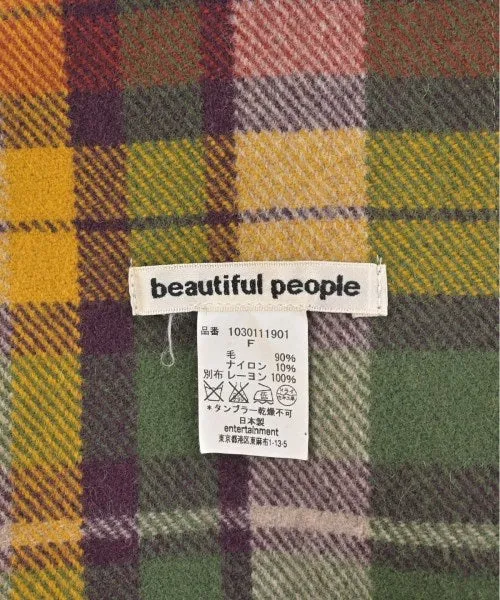 beautiful people
品番 1030111901
F
毛 90%
ナイロン 10%
別布 レーヨン 100%
*タンブラー乾燥不可
日本製
entertainment
東京都港区東麻布1-13-5